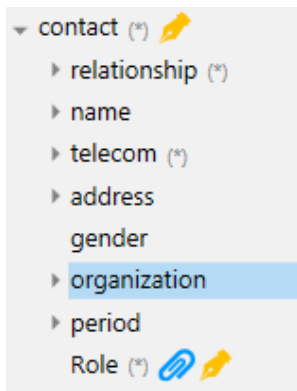 contact (*)
relationship (*)
name
telecom (*)
address
gender
organization
period
Role (*)